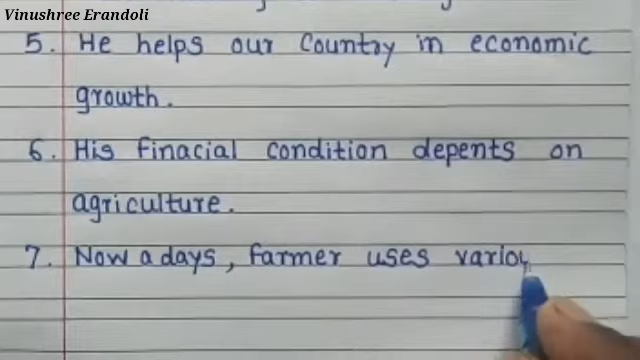 Vinushree Erandoli
5. He helps our Country in economic
growth.
6. His finacial condition depents on
agriculture.
7. Now a days, farmer uses variou